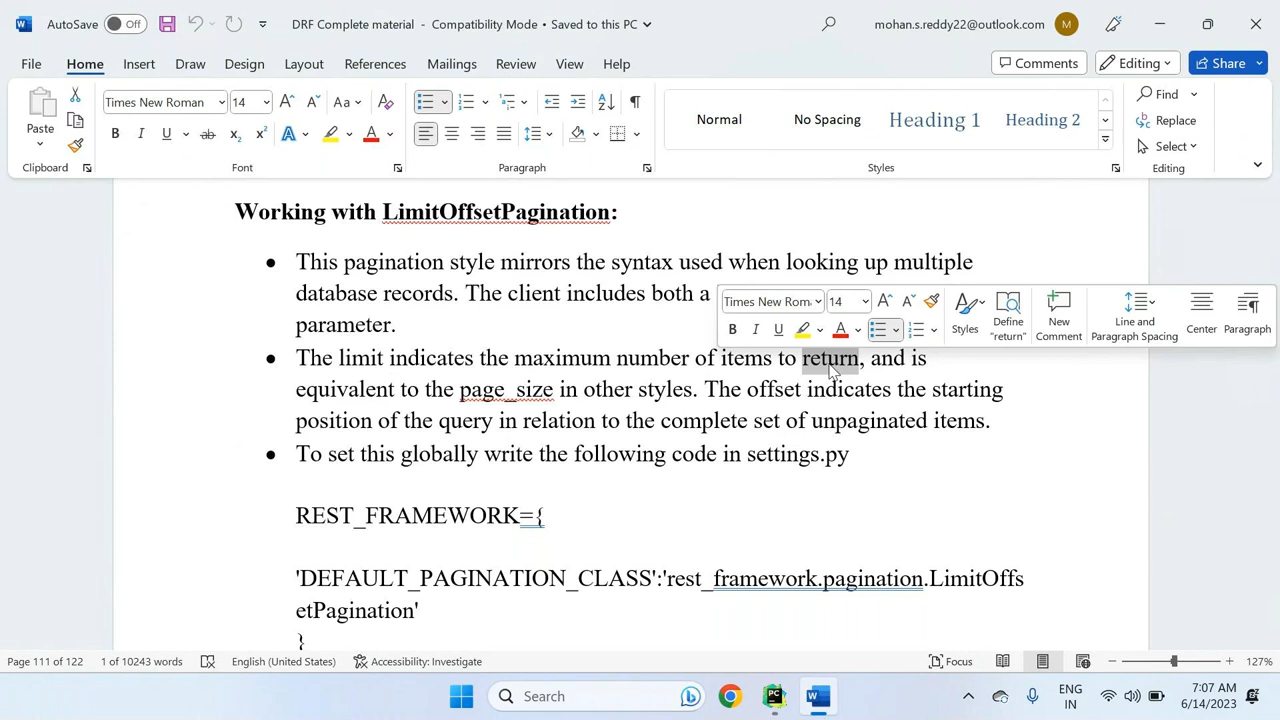 AutoSave Off DRF Complete material - Compatibility Mode • Saved to this PC mohan.s.reddy22@outlook.com M
File Home Insert Draw Design Layout References Mailings Review View Help Comments Editing Share
Paste Times New Roman 14 Aa Normal No Spacing Heading 1 Heading 2 Find Replace Select
Clipboard Font Paragraph Styles Editing
Working with LimitOffsetPagination:
• This pagination style mirrors the syntax used when looking up multiple
database records. The client includes both a
parameter.
Times New Rom 14 Styles Define "return" New Comment Line and Paragraph Spacing Center Paragraph
• The limit indicates the maximum number of items to return, and is
equivalent to the page_size in other styles. The offset indicates the starting
position of the query in relation to the complete set of unpaginated items.
• To set this globally write the following code in settings.py
REST_FRAMEWORK={
'DEFAULT_PAGINATION_CLASS':'rest_framework.pagination.LimitOffs
etPagination'
}
Page 111 of 122 1 of 10243 words English (United States) Accessibility: Investigate Focus 127%
Search ENG IN 7:07 AM 6/14/2023